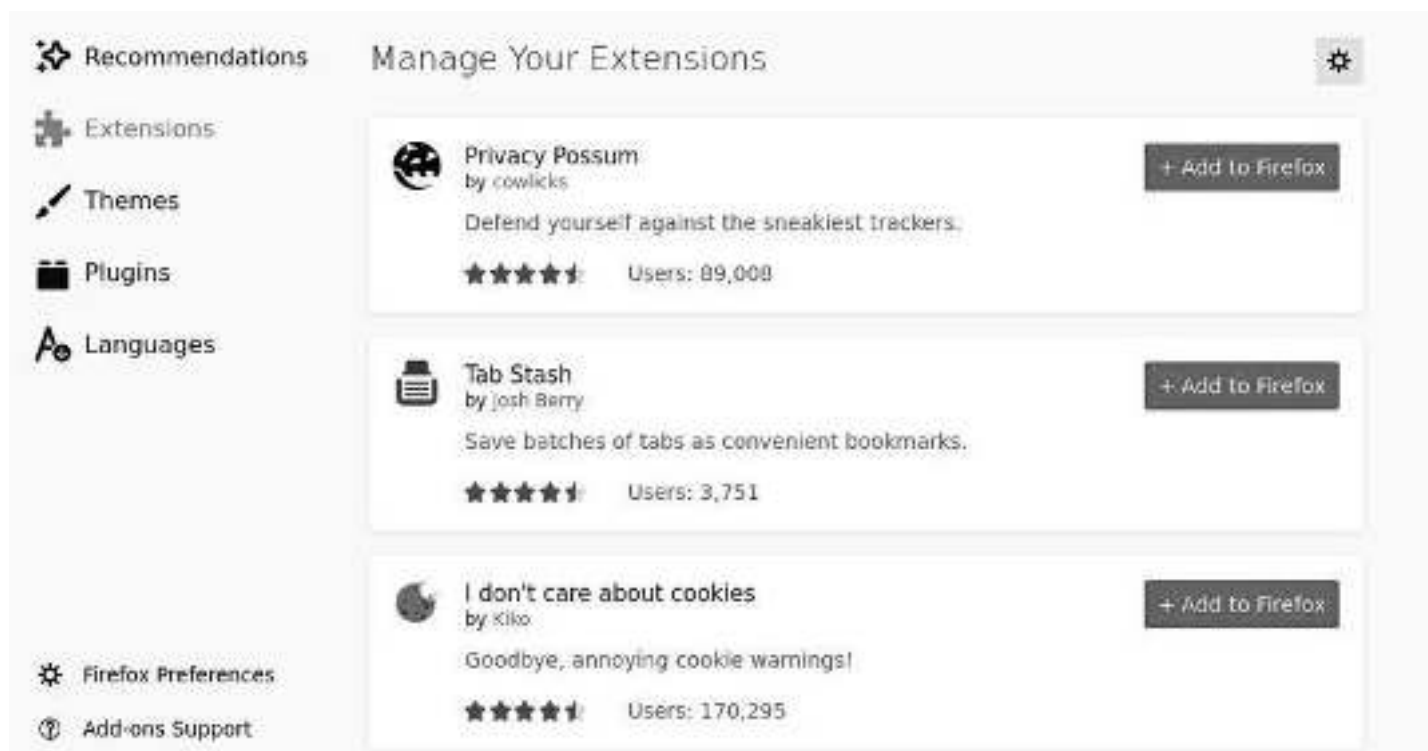 Recommendations
Extensions
Themes
Plugins
Languages
Firefox Preferences
Add-ons Support
Manage Your Extensions
Privacy Possum
by cowlicks
+ Add to Firefox
Defend yourself against the sneakiest trackers.
Users: 89,008
Tab Stash
by Josh Berry
+ Add to Firefox
Save batches of tabs as convenient bookmarks.
Users: 3,751
I don't care about cookies
by Kiko
+ Add to Firefox
Goodbye, annoying cookie warnings!
Users: 170,295